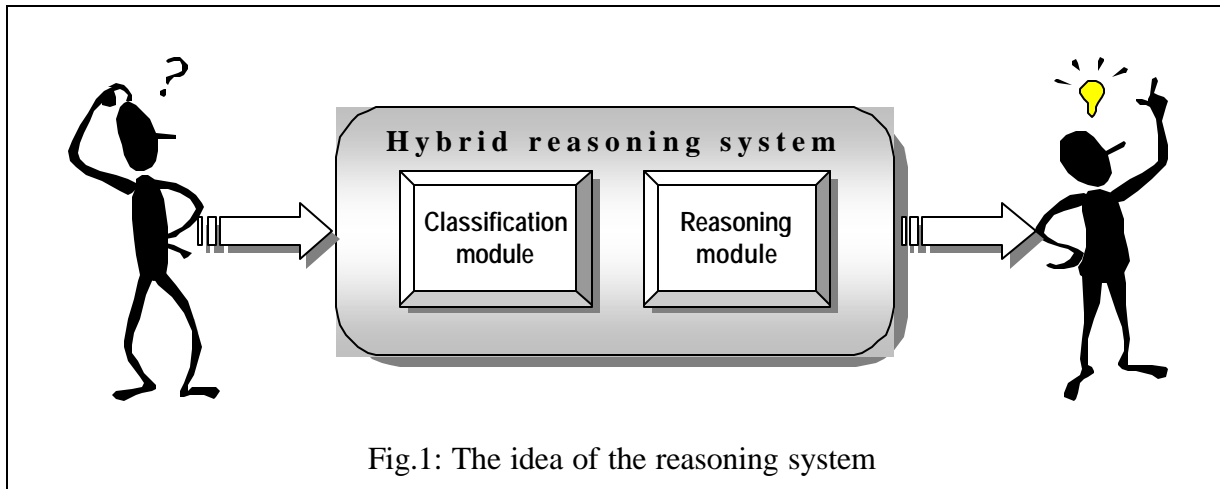 ?
Hybrid reasoning system
Classification
module
Reasoning
module
Fig.1: The idea of the reasoning system